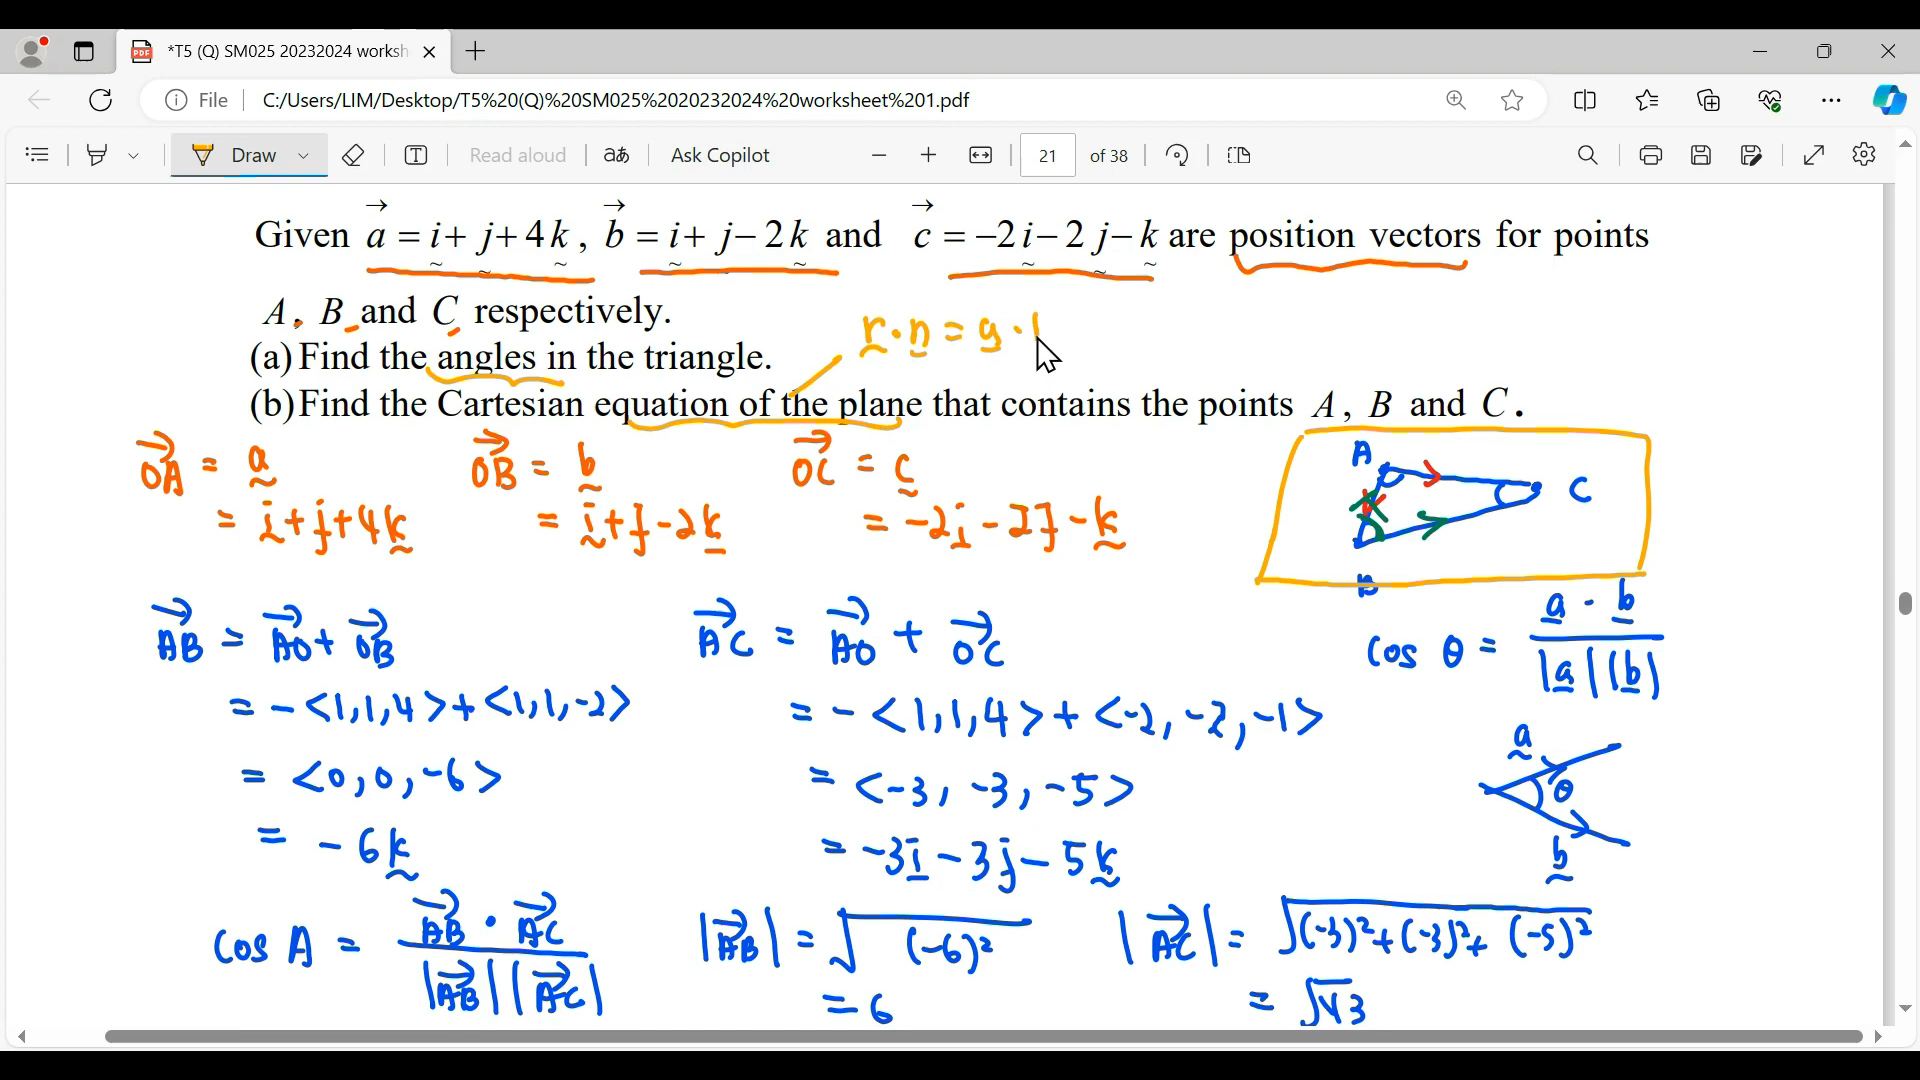 *T5 (Q) SM025 20232024 worksh
File C:/Users/LIM/Desktop/T5%20(Q)%20SM025%2020232024%20worksheet%201.pdf
Draw Read aloud aあ Ask Copilot 21 of 38
Given a = i + j + 4k, b = i + j − 2k and c = −2i − 2j − k are position vectors for points
A, B and C respectively.
r · n = a ·
(a) Find the angles in the triangle.
(b) Find the Cartesian equation of the plane that contains the points A, B and C.
OA = a OB = b OC = c
= i + j + 4k = i + j − 2k = −2i − 2j − k
A C
B
AB = AO + OB AC = AO + OC
cos θ = a · b / |a| |b|
= − <1,1,4> + <1,1,−2> = − <1,1,4> + <−2,−2,−1>
= <0,0,−6> = <−3,−3,−5>
a θ b
= −6k = −3i − 3j − 5k
cos A = AB · AC / |AB| |AC| |AB| = √(−6)² |AC| = √(−3)²+(−3)²+(−5)²
= 6 = √43